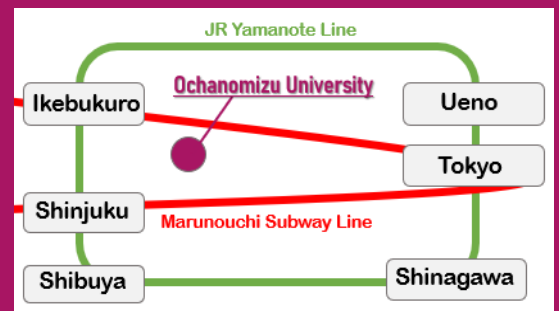 JR Yamanote Line
Ochanomizu University
Ikebukuro
Ueno
Tokyo
Shinjuku
Marunouchi Subway Line
Shibuya
Shinagawa